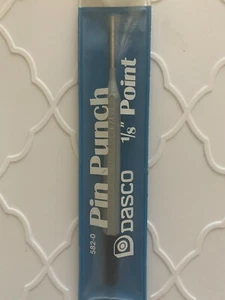 Pin Punch
1/8" Point
582-0
DASCO